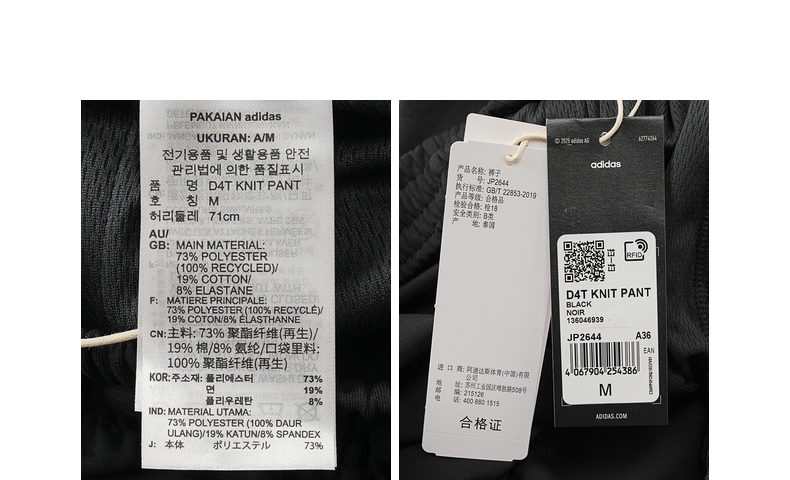 PAKAIAN adidas
UKURAN: A/M
전기용품 및 생활용품 안전
관리법에 의한 품질표시
품 명 D4T KNIT PANT
호 칭 M
허리둘레 71cm
AU/
GB: MAIN MATERIAL:
73% POLYESTER
(100% RECYCLED)/
19% COTTON/
8% ELASTANE
F: MATIERE PRINCIPALE:
73% POLYESTER (100% RECYCLÉ)/
19% COTON/8% ÉLASTHANNE
CN: 主料: 73% 聚酯纤维(再生)/
19% 棉/8% 氨纶/口袋里料:
100% 聚酯纤维(再生)
KOR: 주소재: 폴리에스터 73%
면 19%
폴리우레탄 8%
IND: MATERIAL UTAMA:
73% POLYESTER (100% DAUR
ULANG)/19% KATUN/8% SPANDEX
J: 本体 ポリエステル 73%
产品名称: 裤子
货 号: JP2644
执行标准: GB/T 22853-2019
产品等级: 合格品
检验合格: 检18
安全类别: B类
产 地: 泰国
进 口 商: 阿迪达斯体育(中国)有限
公司
地 址: 苏州工业园区唯胜路508号
邮 编: 215126
电 话: 400 880 1515
合格证
© 2025 adidas AG 62774264
adidas
RFID
D4T KNIT PANT
BLACK
NOIR
136046939
JP2644 A36
EAN
4 067904 254386
M
ADIDAS.COM